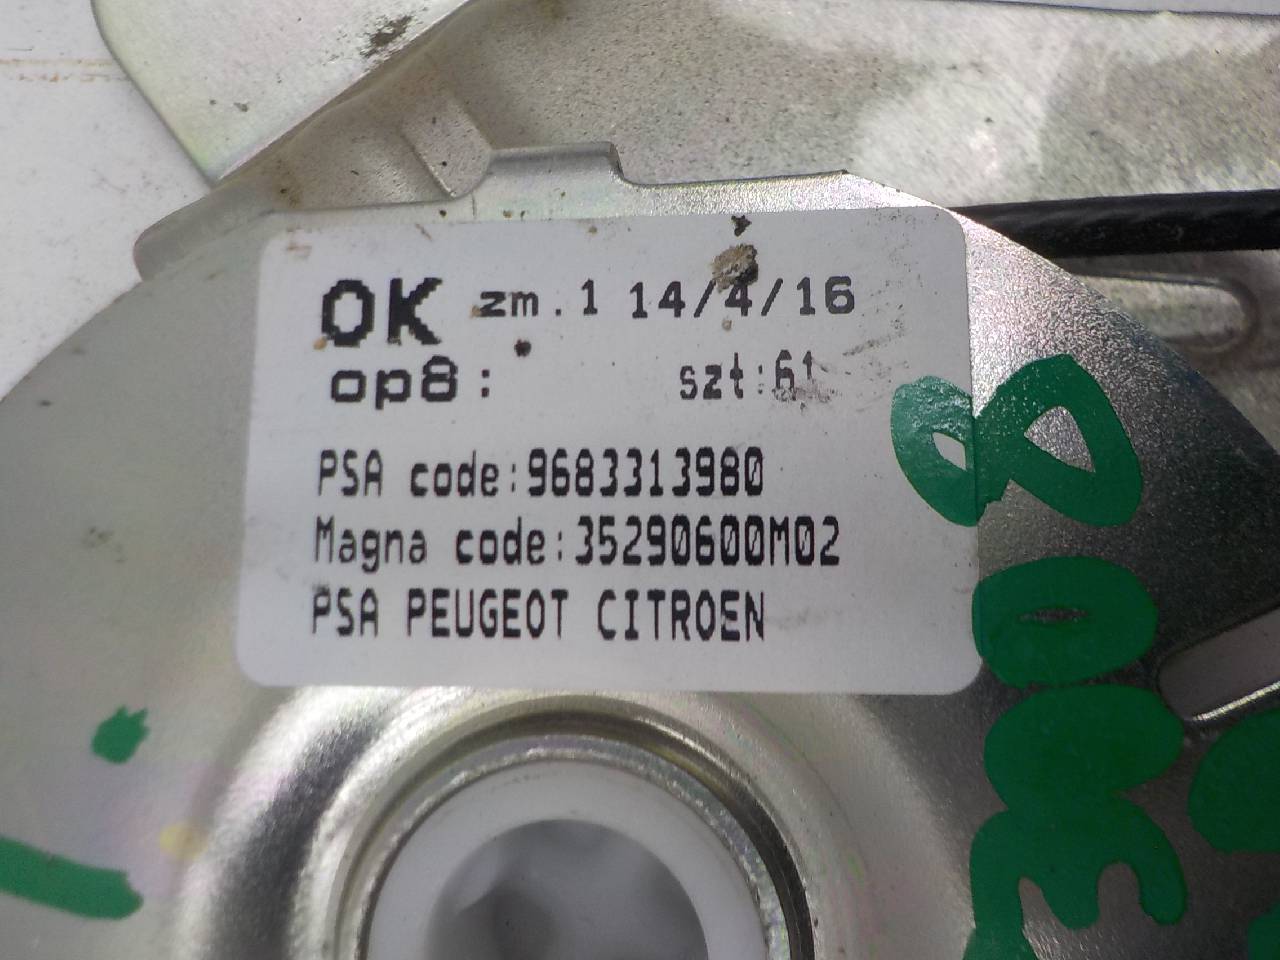 OK zm.1 14/4/16
op8: szt:61
PSA code:9683313980
Magna code:35290600M02
PSA PEUGEOT CITROEN